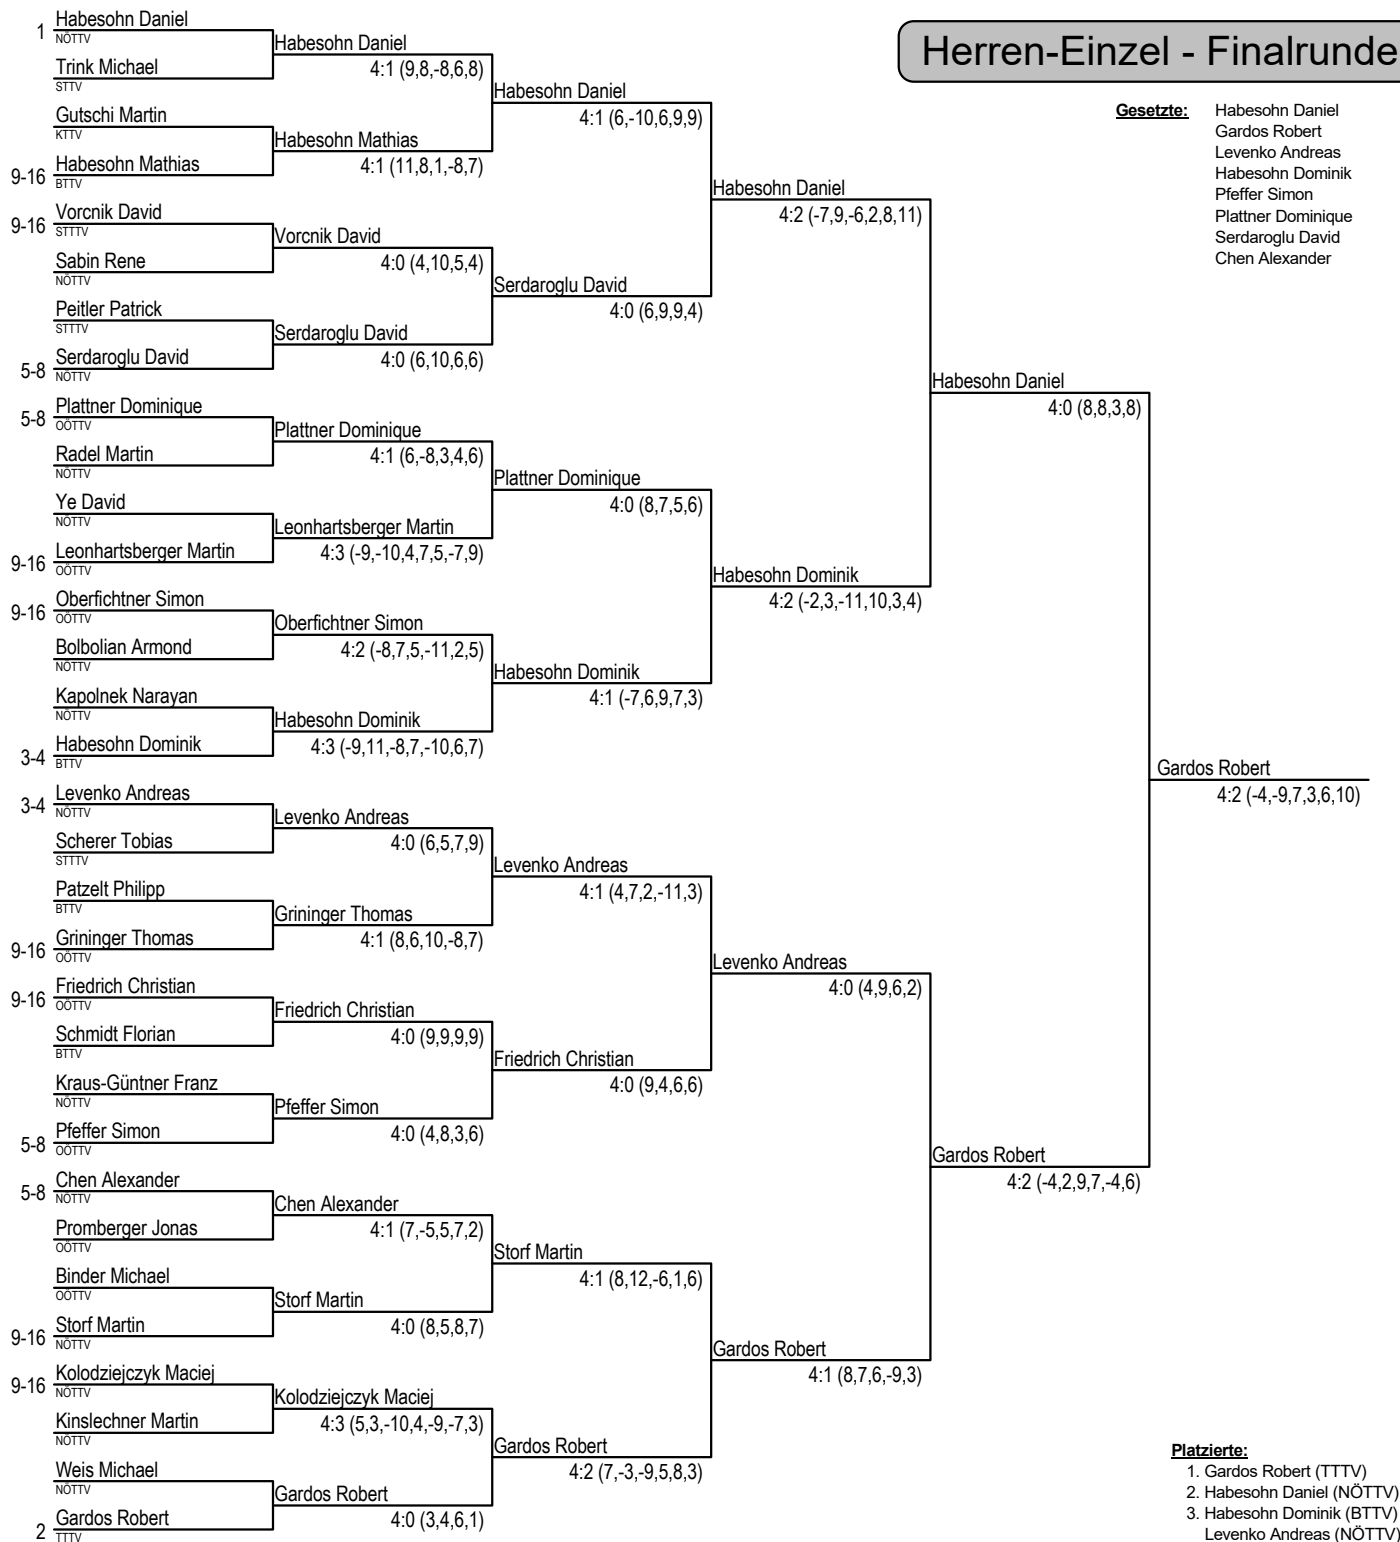 Herren-Einzel - Finalrunde
Gesetzte: Habesohn Daniel
Gardos Robert
Levenko Andreas
Habesohn Dominik
Pfeffer Simon
Plattner Dominique
Serdaroglu David
Chen Alexander
1 Habesohn Daniel
NÖTTV
Trink Michael
STTV
Gutschi Martin
KTTV
9-16 Habesohn Mathias
BTTV
9-16 Vorcnik David
STTTV
Sabin Rene
NÖTTV
Peitler Patrick
STTTV
5-8 Serdaroglu David
NÖTTV
5-8 Plattner Dominique
OÖTTV
Radel Martin
NÖTTV
Ye David
NÖTTV
9-16 Leonhartsberger Martin
OÖTTV
9-16 Oberfichtner Simon
OÖTTV
Bolbolian Armond
NÖTTV
Kapolnek Narayan
NÖTTV
3-4 Habesohn Dominik
BTTV
3-4 Levenko Andreas
NÖTTV
Scherer Tobias
STTTV
Patzelt Philipp
BTTV
9-16 Grininger Thomas
OÖTTV
9-16 Friedrich Christian
OÖTTV
Schmidt Florian
BTTV
Kraus-Güntner Franz
NÖTTV
5-8 Pfeffer Simon
OÖTTV
5-8 Chen Alexander
NÖTTV
Promberger Jonas
OÖTTV
Binder Michael
OÖTTV
9-16 Storf Martin
NÖTTV
9-16 Kolodziejczyk Maciej
NÖTTV
Kinslechner Martin
NÖTTV
Weis Michael
NÖTTV
2 Gardos Robert
TTTV
Habesohn Daniel
4:1 (9,8,-8,6,8)
Habesohn Mathias
4:1 (11,8,1,-8,7)
Vorcnik David
4:0 (4,10,5,4)
Serdaroglu David
4:0 (6,10,6,6)
Plattner Dominique
4:1 (6,-8,3,4,6)
Leonhartsberger Martin
4:3 (-9,-10,4,7,5,-7,9)
Oberfichtner Simon
4:2 (-8,7,5,-11,2,5)
Habesohn Dominik
4:3 (-9,11,-8,7,-10,6,7)
Levenko Andreas
4:0 (6,5,7,9)
Grininger Thomas
4:1 (8,6,10,-8,7)
Friedrich Christian
4:0 (9,9,9,9)
Pfeffer Simon
4:0 (4,8,3,6)
Chen Alexander
4:1 (7,-5,5,7,2)
Storf Martin
4:0 (8,5,8,7)
Kolodziejczyk Maciej
4:3 (5,3,-10,4,-9,-7,3)
Gardos Robert
4:0 (3,4,6,1)
Habesohn Daniel
4:1 (6,-10,6,9,9)
Serdaroglu David
4:0 (6,9,9,4)
Plattner Dominique
4:0 (8,7,5,6)
Habesohn Dominik
4:1 (-7,6,9,7,3)
Levenko Andreas
4:1 (4,7,2,-11,3)
Friedrich Christian
4:0 (9,4,6,6)
Storf Martin
4:1 (8,12,-6,1,6)
Gardos Robert
4:2 (7,-3,-9,5,8,3)
Habesohn Daniel
4:2 (-7,9,-6,2,8,11)
Habesohn Dominik
4:2 (-2,3,-11,10,3,4)
Levenko Andreas
4:0 (4,9,6,2)
Gardos Robert
4:1 (8,7,6,-9,3)
Habesohn Daniel
4:0 (8,8,3,8)
Gardos Robert
4:2 (-4,2,9,7,-4,6)
Gardos Robert
4:2 (-4,-9,7,3,6,10)
Platzierte:
1. Gardos Robert (TTTV)
2. Habesohn Daniel (NÖTTV)
3. Habesohn Dominik (BTTV)
Levenko Andreas (NÖTTV)